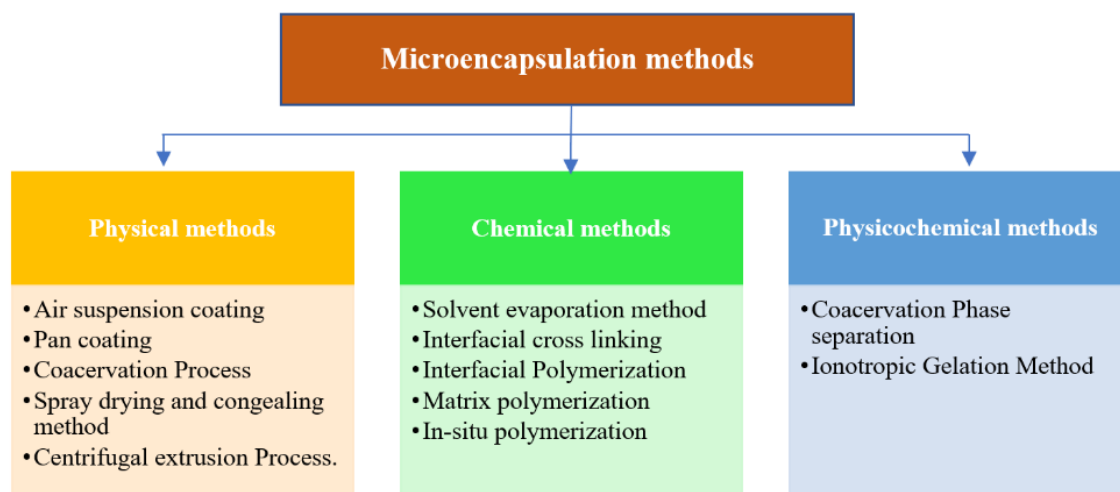 Microencapsulation methods
Physical methods
• Air suspension coating
• Pan coating
• Coacervation Process
• Spray drying and congealing
method
• Centrifugal extrusion Process.
Chemical methods
• Solvent evaporation method
• Interfacial cross linking
• Interfacial Polymerization
• Matrix polymerization
• In-situ polymerization
Physicochemical methods
• Coacervation Phase
separation
• Ionotropic Gelation Method